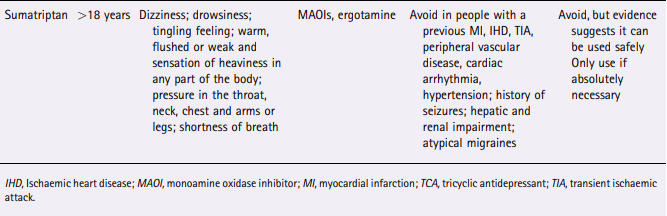 Sumatriptan >18 years Dizziness; drowsiness; MAOIs, ergotamine Avoid in people with a Avoid, but evidence
tingling feeling; warm, previous MI, IHD, TIA, suggests it can
flushed or weak and peripheral vascular be used safely
sensation of heaviness in disease, cardiac Only use if
any part of the body; arrhythmia, absolutely
pressure in the throat, hypertension; history of necessary
neck, chest and arms or seizures; hepatic and
legs; shortness of breath renal impairment;
atypical migraines
IHD, Ischaemic heart disease; MAOI, monoamine oxidase inhibitor; MI, myocardial infarction; TCA, tricyclic antidepressant; TIA, transient ischaemic
attack.